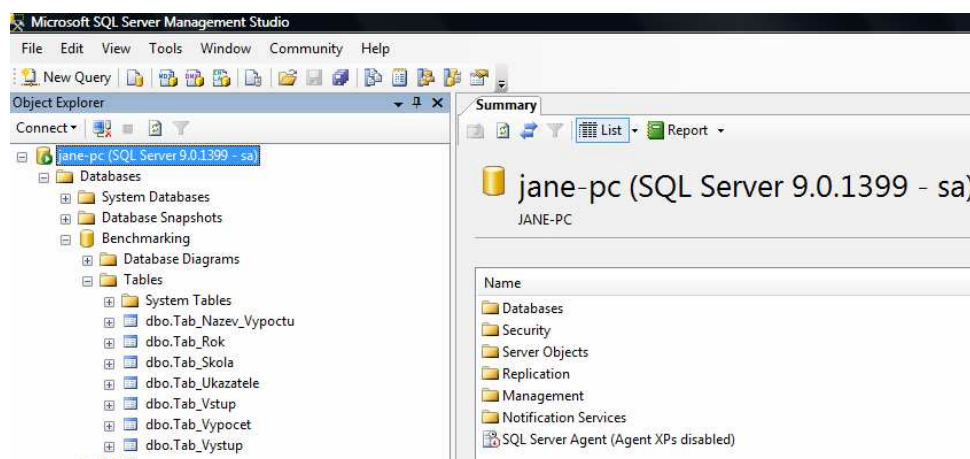 Microsoft SQL Server Management Studio
File Edit View Tools Window Community Help
New Query
Object Explorer
Connect
jane-pc (SQL Server 9.0.1399 - sa)
Databases
System Databases
Database Snapshots
Benchmarking
Database Diagrams
Tables
System Tables
dbo.Tab_Nazev_Vypoctu
dbo.Tab_Rok
dbo.Tab_Skola
dbo.Tab_Ukazatele
dbo.Tab_Vstup
dbo.Tab_Vypocet
dbo.Tab_Vystup
Summary
List Report
jane-pc (SQL Server 9.0.1399 - sa)
JANE-PC
Name
Databases
Security
Server Objects
Replication
Management
Notification Services
SQL Server Agent (Agent XPs disabled)